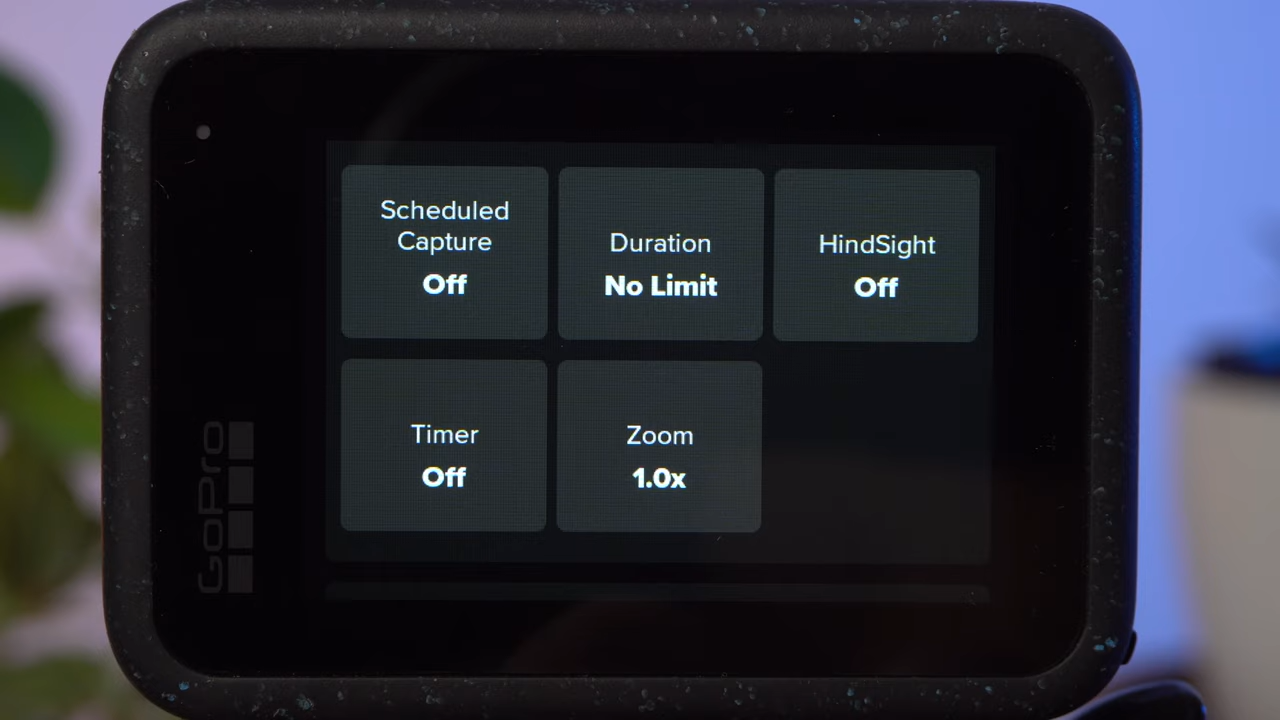 Scheduled
Capture
Off
Duration
No Limit
HindSight
Off
Timer
Off
Zoom
1.0x
GoPro